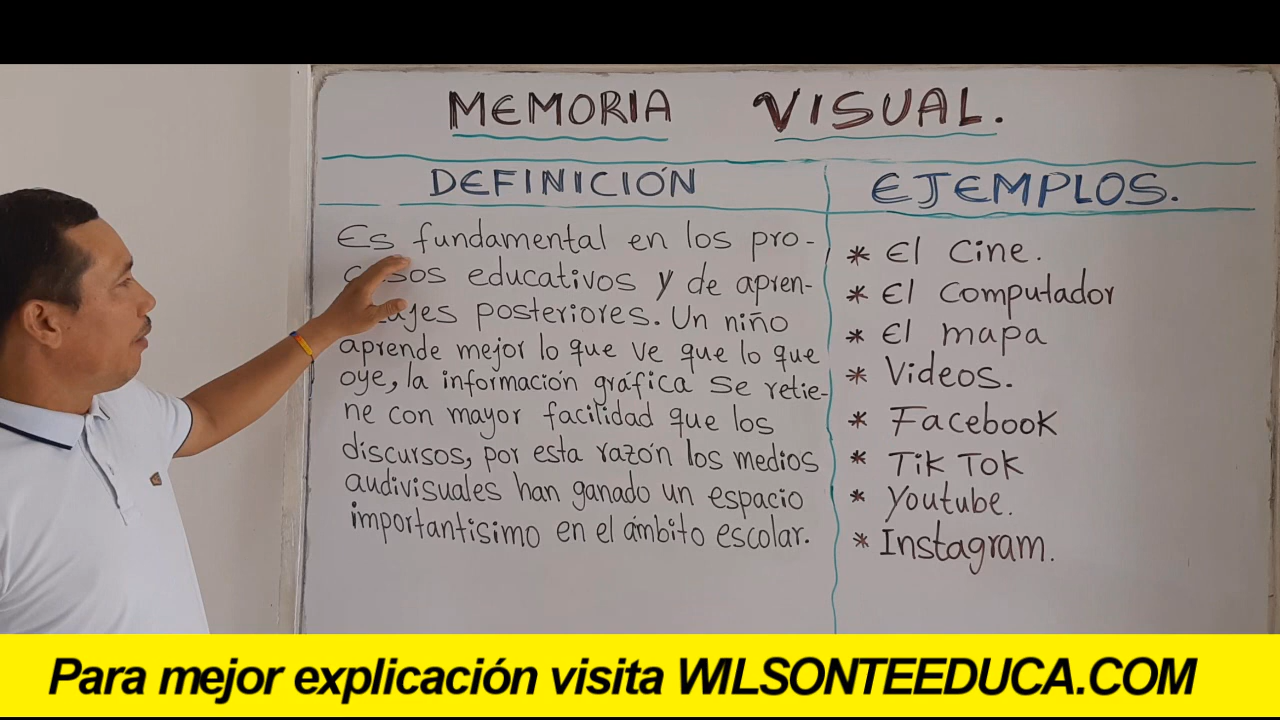 MEMORIA VISUAL.
DEFINICIÓN
Es fundamental en los pro-
sos educativos y de apren-
ajes posteriores. Un niño
aprende mejor lo que ve que lo que
oye, la información gráfica se retie-
ne con mayor facilidad que los
discursos, por esta razón los medios
audivisuales han ganado un espacio
importantisimo en el ámbito escolar.
EJEMPLOS.
* El Cine.
* El Computador
* El mapa
* Videos.
* Facebook
* Tik Tok
* Youtube.
* Instagram.
Para mejor explicación visita WILSONTEEDUCA.COM